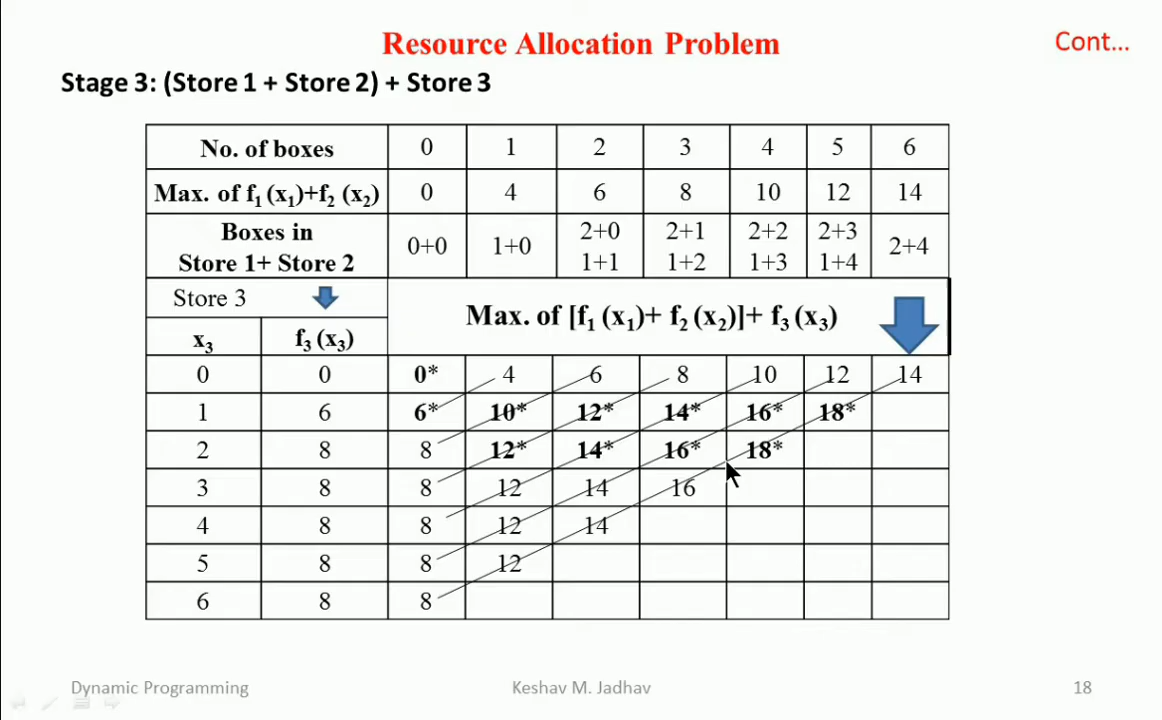 Resource Allocation Problem
Cont...
Stage 3: (Store 1 + Store 2) + Store 3
No. of boxes 0 1 2 3 4 5 6
Max. of f1 (x1)+f2 (x2) 0 4 6 8 10 12 14
Boxes in
Store 1+ Store 2
0+0 1+0 2+0 2+1 2+2 2+3 2+4
1+1 1+2 1+3 1+4
Store 3
Max. of [f1 (x1)+ f2 (x2)]+ f3 (x3)
x3 f3 (x3)
0 0 0* 4 6 8 10 12 14
1 6 6* 10* 12* 14* 16* 18*
2 8 8 12* 14* 16* 18*
3 8 8 12 14 16
4 8 8 12 14
5 8 8 12
6 8 8
Dynamic Programming
Keshav M. Jadhav
18